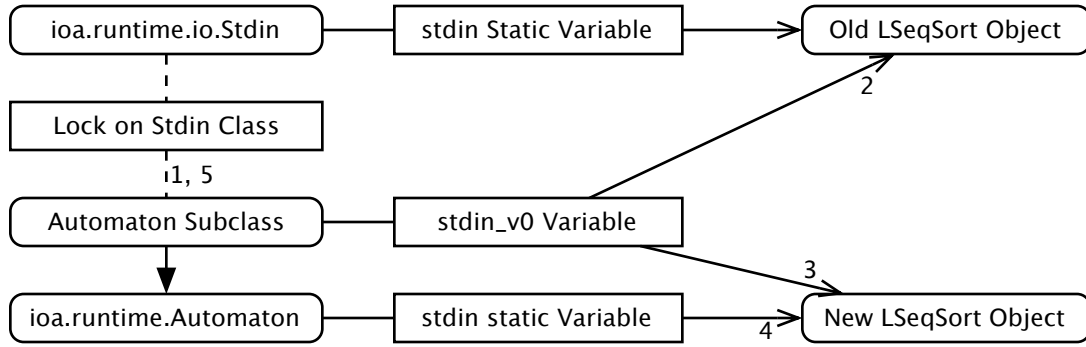 ioa.runtime.io.Stdin
stdin Static Variable
Old LSeqSort Object
2
Lock on Stdin Class
1, 5
Automaton Subclass
stdin_v0 Variable
3
ioa.runtime.Automaton
stdin static Variable
4
New LSeqSort Object